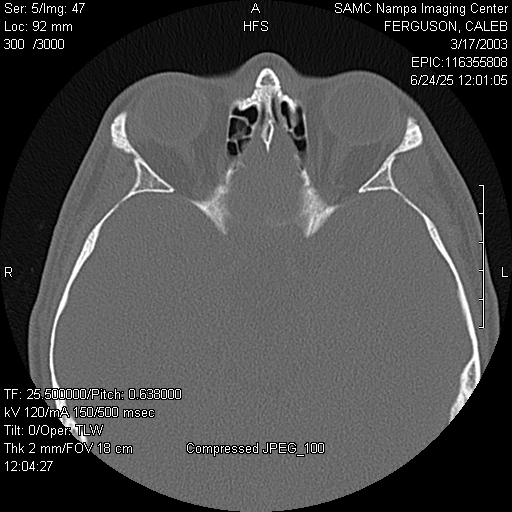 Ser: 5/Img: 47
Loc: 92 mm
300 /3000
A
HFS
SAMC Nampa Imaging Center
FERGUSON, CALEB
3/17/2003
EPIC:116355808
6/24/25 12:01:05
R
L
TF: 25.500000/Pitch: 0.638000
kV 120/mA 150/500 msec
Tilt: 0/Oper: TLW
Thk 2 mm/FOV 18 cm
12:04:27
Compressed JPEG_100